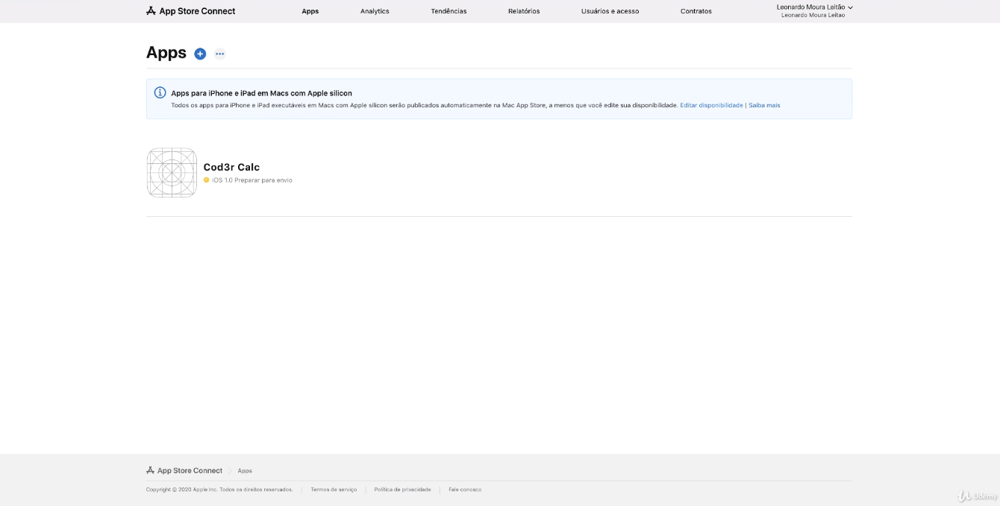 App Store Connect
Apps
Analytics
Tendências
Relatórios
Usuários e acesso
Contratos
Leonardo Moura Leitão
Leonardo Moura Leitao
Apps
Apps para iPhone e iPad em Macs com Apple silicon
Todos os apps para iPhone e iPad executáveis em Macs com Apple silicon serão publicados automaticamente na Mac App Store, a menos que você edite sua disponibilidade. Editar disponibilidade | Saiba mais
Cod3r Calc
iOS 1.0 Preparar para envio
App Store Connect
Apps
Copyright © 2020 Apple Inc. Todos os direitos reservados.
Termos de serviço
Política de privacidade
Fale conosco
Udemy